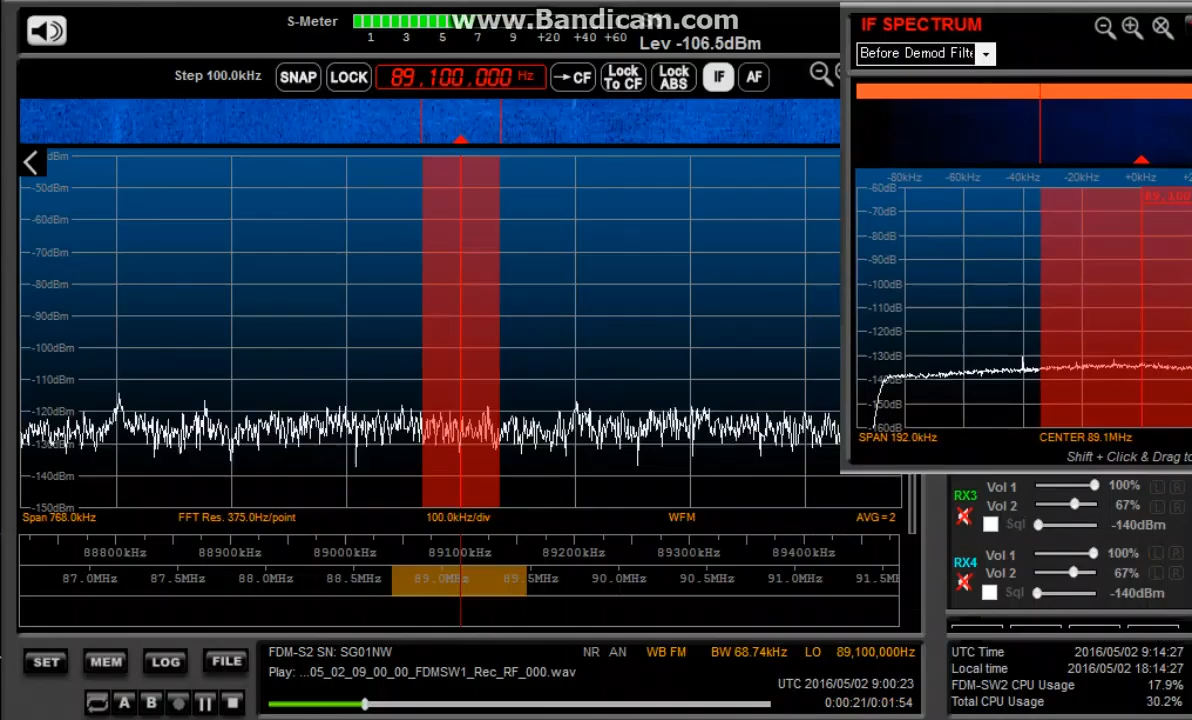 S-Meter
www.Bandicam.com
1 3 5 7 9 +20 +40 +60
Lev -106.5dBm
Step 100.0kHz
SNAP
LOCK
89,100,000 Hz
→CF
Lock
To CF
Lock
ABS
IF
AF
dBm
-50dBm
-60dBm
-70dBm
-80dBm
-90dBm
-100dBm
-110dBm
-120dBm
-130dBm
-140dBm
-150dBm
Span 768.0kHz
FFT Res. 375.0Hz/point
100.0kHz/div
WFM
AVG = 2
88800kHz 88900kHz 89000kHz 89100kHz 89200kHz 89300kHz 89400kHz
87.0MHz 87.5MHz 88.0MHz 88.5MHz 89.0MHz 89.5MHz 90.0MHz 90.5MHz 91.0MHz 91.5M
IF SPECTRUM
Before Demod Filte
-80kHz -60kHz -40kHz -20kHz +0kHz
-60dB
-70dB
-80dB
-90dB
-100dB
-110dB
-120dB
-130dB
-140dB
-150dB
-160dB
89,100
SPAN 192.0kHz
CENTER 89.1MHz
Shift + Click & Drag to
RX3
Vol 1 100% L R
Vol 2 67% L R
Sql -140dBm
RX4
Vol 1 100% L R
Vol 2 67% L R
Sql -140dBm
SET
MEM
LOG
FILE
A
B
FDM-S2 SN: SG01NW
NR AN
WB FM
BW 68.74kHz
LO 89,100,000Hz
Play: ...05_02_09_00_00_FDMSW1_Rec_RF_000.wav
UTC 2016/05/02 9:00:23
0:00:21/0:01:54
UTC Time 2016/05/02 9:14:27
Local time 2016/05/02 18:14:27
FDM-SW2 CPU Usage 17.9%
Total CPU Usage 30.2%